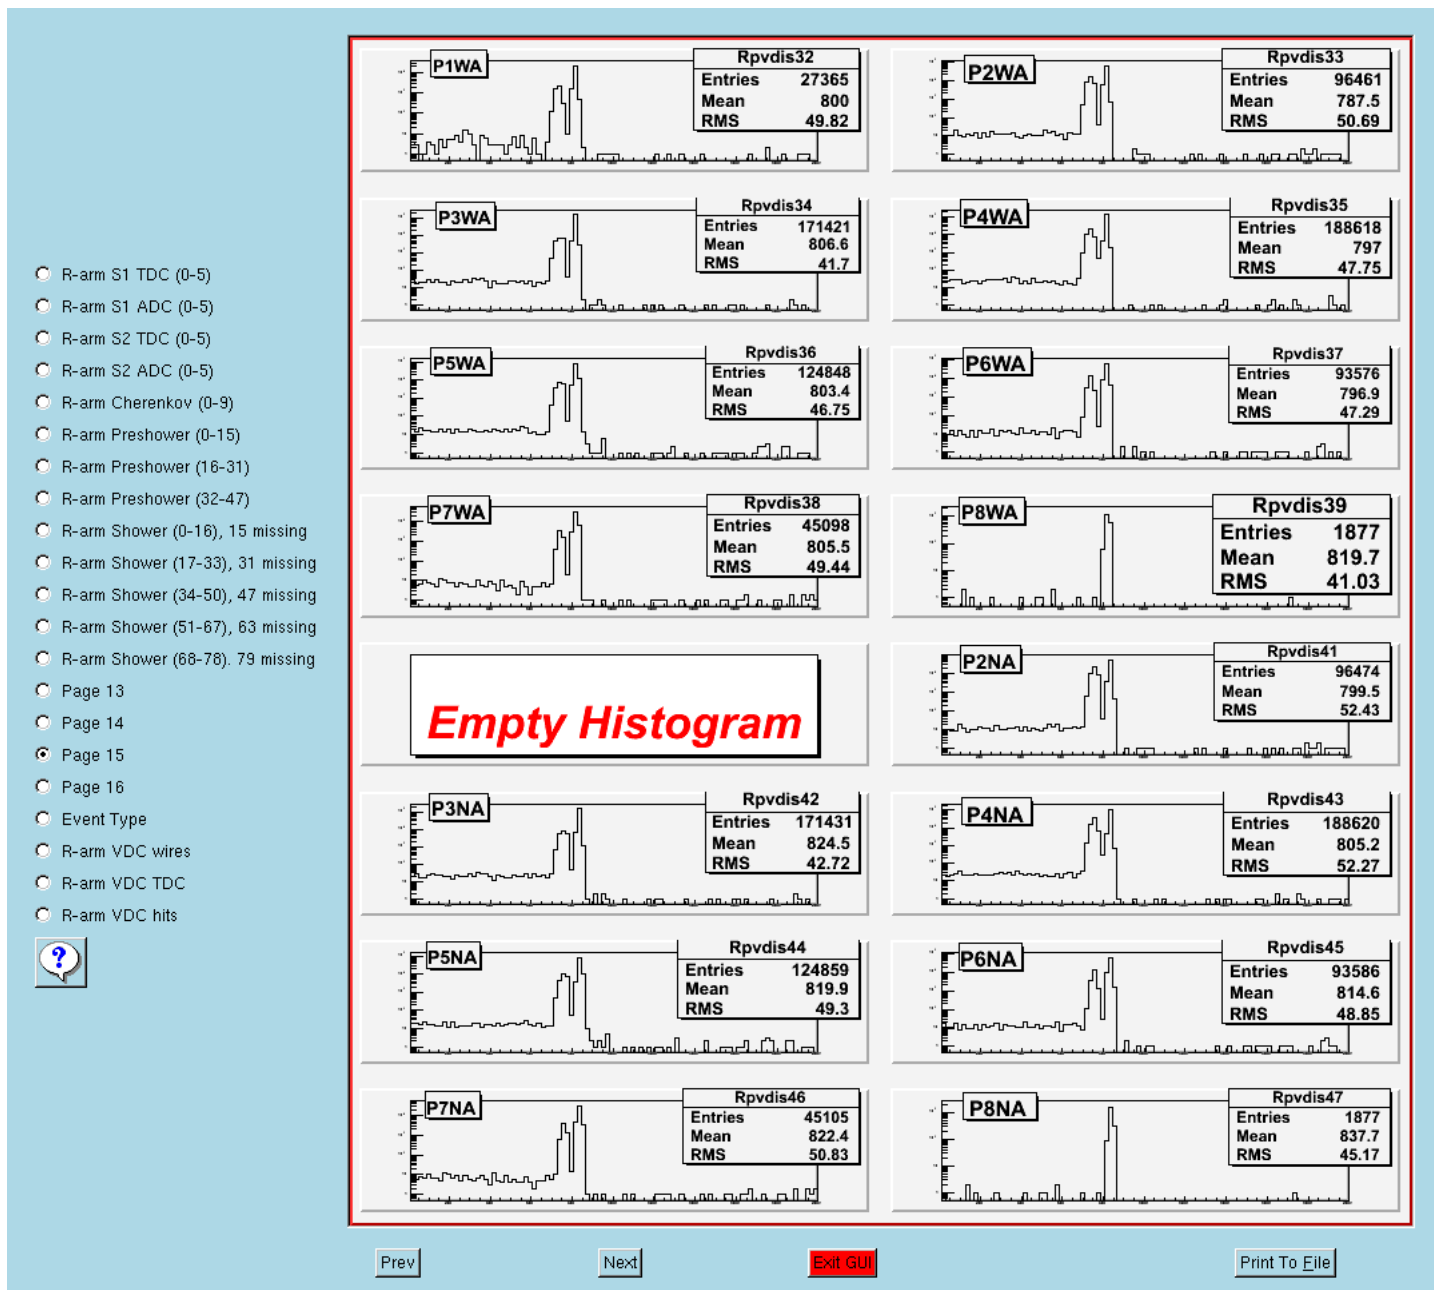 R-arm S1 TDC (0-5)
R-arm S1 ADC (0-5)
R-arm S2 TDC (0-5)
R-arm S2 ADC (0-5)
R-arm Cherenkov (0-9)
R-arm Preshower (0-15)
R-arm Preshower (16-31)
R-arm Preshower (32-47)
R-arm Shower (0-16), 15 missing
R-arm Shower (17-33), 31 missing
R-arm Shower (34-50), 47 missing
R-arm Shower (51-67), 63 missing
R-arm Shower (68-78). 79 missing
Page 13
Page 14
Page 15
Page 16
Event Type
R-arm VDC wires
R-arm VDC TDC
R-arm VDC hits
?
P1WA
Rpvdis32
Entries 27365
Mean 800
RMS 49.82
P2WA
Rpvdis33
Entries 96461
Mean 787.5
RMS 50.69
P3WA
Rpvdis34
Entries 171421
Mean 806.6
RMS 41.7
P4WA
Rpvdis35
Entries 188618
Mean 797
RMS 47.75
P5WA
Rpvdis36
Entries 124848
Mean 803.4
RMS 46.75
P6WA
Rpvdis37
Entries 93576
Mean 796.9
RMS 47.29
P7WA
Rpvdis38
Entries 45098
Mean 805.5
RMS 49.44
P8WA
Rpvdis39
Entries 1877
Mean 819.7
RMS 41.03
Empty Histogram
P2NA
Rpvdis41
Entries 96474
Mean 799.5
RMS 52.43
P3NA
Rpvdis42
Entries 171431
Mean 824.5
RMS 42.72
P4NA
Rpvdis43
Entries 188620
Mean 805.2
RMS 52.27
P5NA
Rpvdis44
Entries 124859
Mean 819.9
RMS 49.3
P6NA
Rpvdis45
Entries 93586
Mean 814.6
RMS 48.85
P7NA
Rpvdis46
Entries 45105
Mean 822.4
RMS 50.83
P8NA
Rpvdis47
Entries 1877
Mean 837.7
RMS 45.17
Prev
Next
Exit GUI
Print To File